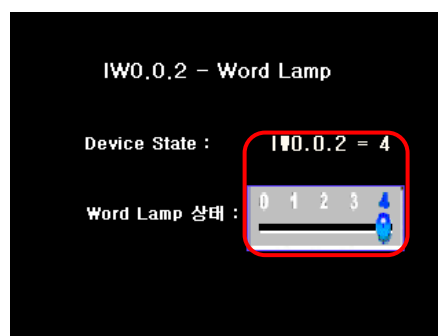 IW0.0.2 - Word Lamp
Device State : IW0.0.2 = 4
0 1 2 3 4
Word Lamp 상태 :